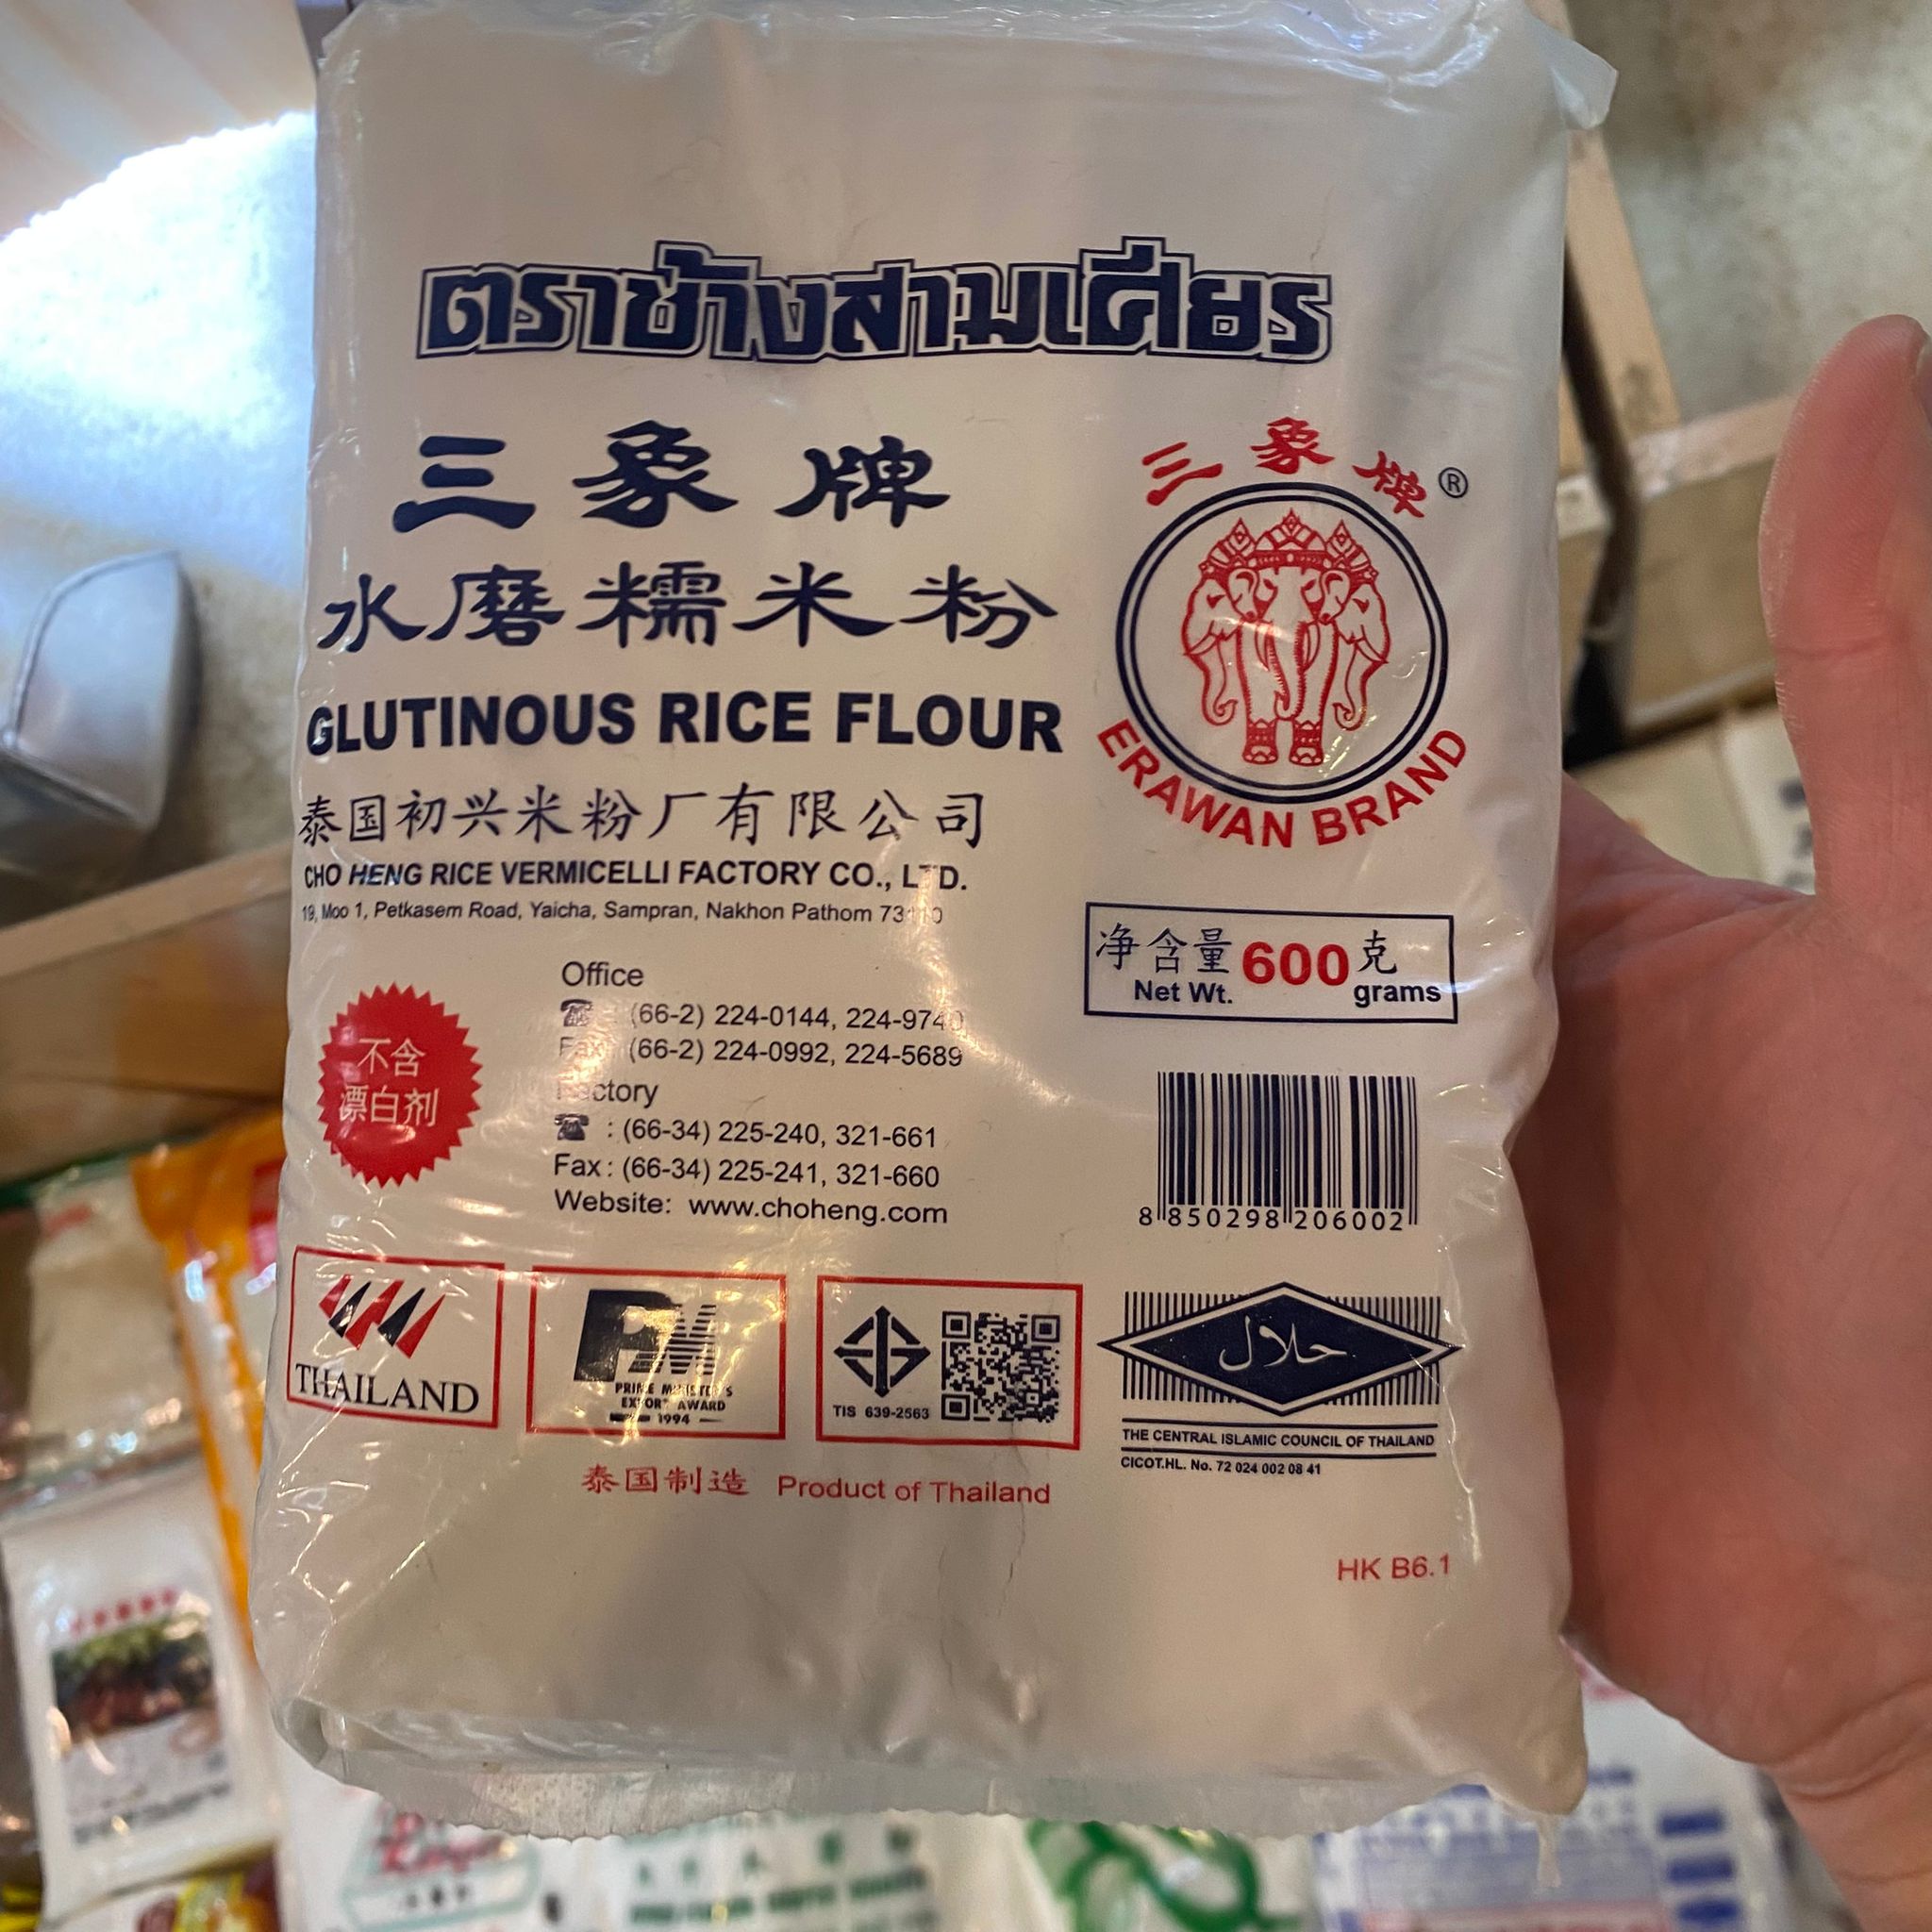 ตราช้างสามเศียร
三象牌
水磨糯米粉
GLUTINOUS RICE FLOUR
泰国初兴米粉厂有限公司
CHO HENG RICE VERMICELLI FACTORY CO., LTD.
19, Moo 1, Petkasem Road, Yaicha, Sampran, Nakhon Pathom 73110
三象牌®
ERAWAN BRAND
净含量 600 克
Net Wt. grams
不含
漂白剂
Office
☎ : (66-2) 224-0144, 224-9740
Fax : (66-2) 224-0992, 224-5689
Factory
☎ : (66-34) 225-240, 321-661
Fax : (66-34) 225-241, 321-660
Website: www.choheng.com
8 850298 206002
THAILAND
PM
PRIME MINISTER'S
EXPORT AWARD
1994
TIS 639-2563
حلال
THE CENTRAL ISLAMIC COUNCIL OF THAILAND
CICOT.HL. No. 72 024 002 08 41
泰国制造 Product of Thailand
HK B6.1